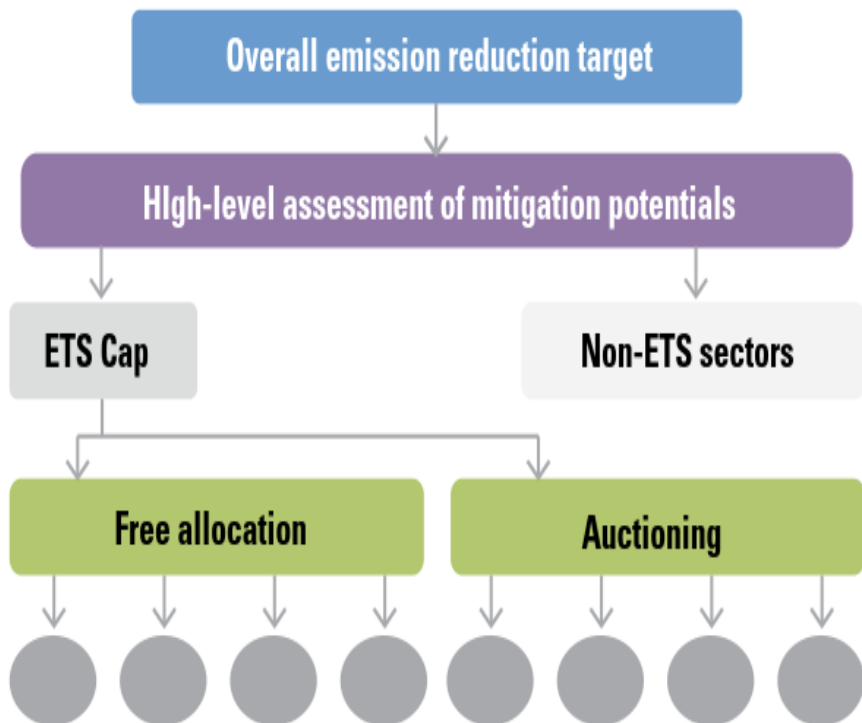 Overall emission reduction target
HIgh-level assessment of mitigation potentials
ETS Cap
Non-ETS sectors
Free allocation
Auctioning